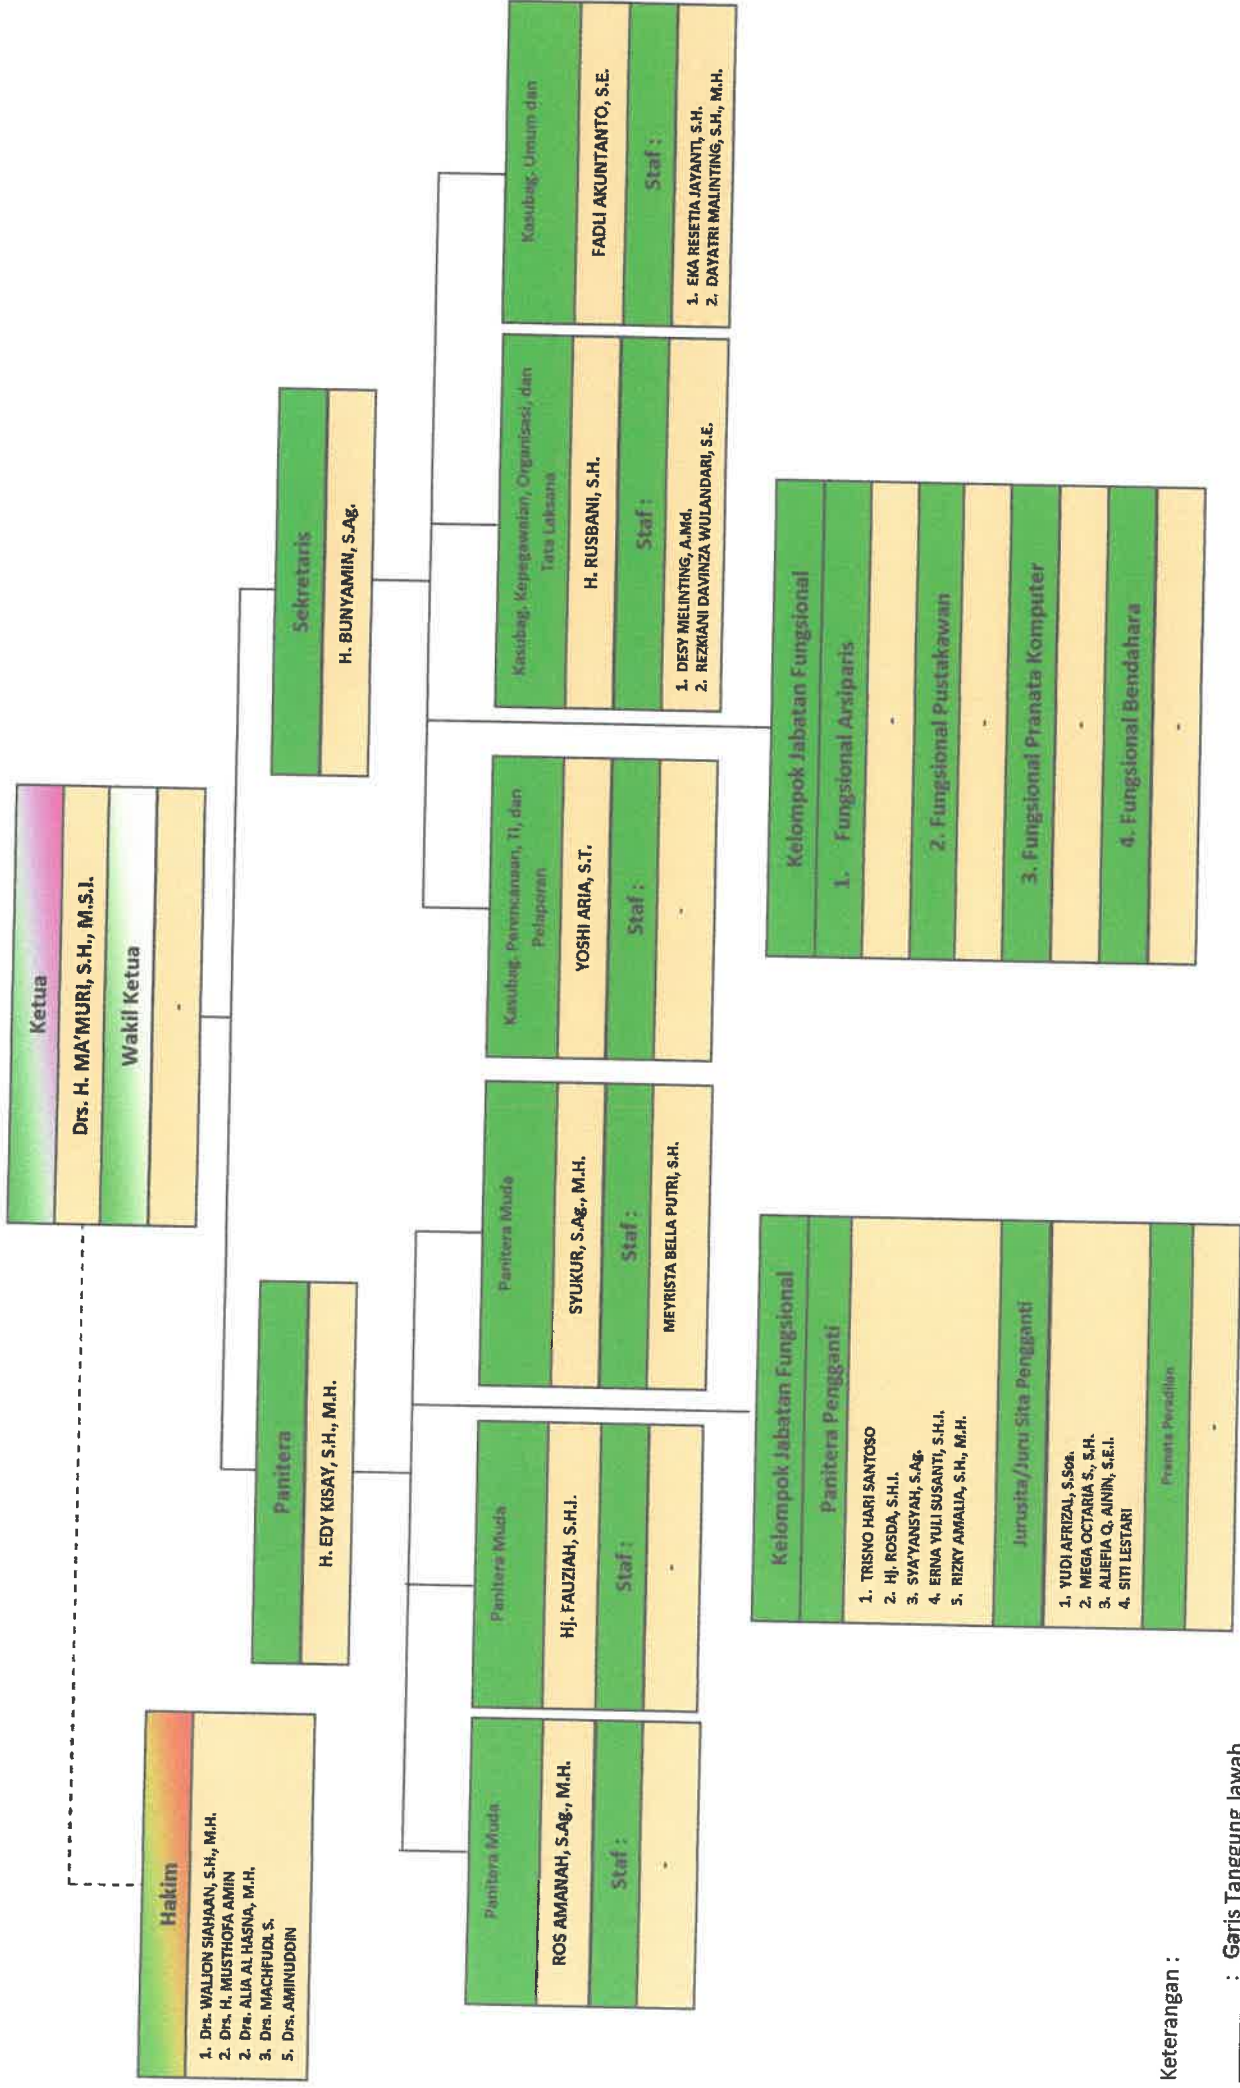 Ketua
Drs. H. MA'MURI, S.H., M.S.I.
Wakil Ketua
-
Hakim
1. Drs. WALJON SIAHAAN, S.H., M.H.
2. Drs. H. MUSTHOFA AMIN
2. Dra. ALIA AL HASNA, M.H.
3. Drs. MACHFUDL S.
5. Drs. AMINUDDIN
Panitera
H. EDY KISAY, S.H., M.H.
Sekretaris
H. BUNYAMIN, S.Ag.
Panitera Muda
ROS AMANAH, S.Ag., M.H.
Staf :
-
Panitera Muda
Hj. FAUZIAH, S.H.I.
Staf :
-
Panitera Muda
SYUKUR, S.Ag., M.H.
Staf :
MEYRISTA BELLA PUTRI, S.H.
Kasubag. Perencanaan, TI, dan
Pelaporan
YOSHI ARIA, S.T.
Staf :
-
Kasubag. Kepegawaian, Organisasi, dan
Tata Laksana
H. RUSBANI, S.H.
Staf :
1. DESY MELINTING, A.Md.
2. REZKIANI DAVINZA WULANDARI, S.E.
Kasubag. Umum dan
FADLI AKUNTANTO, S.E.
Staf :
1. EKA RESETIA JAYANTI, S.H.
2. DAYATRI MALINTING, S.H., M.H.
Kelompok Jabatan Fungsional
Panitera Pengganti
1. TRISNO HARI SANTOSO
2. Hj. ROSDA, S.H.I.
3. SYA'YANSYAH, S.Ag.
4. ERNA YULI SUSANTI, S.H.I.
5. RIZKY AMALIA, S.H., M.H.
Jurusita/Juru Sita Pengganti
1. YUDI AFRIZAL, S.Sos.
2. MEGA OCTARIA S., S.H.
3. ALIEFIA Q. AININ, S.E.I.
4. SITI LESTARI
Pranata Peradilan
-
Kelompok Jabatan Fungsional
1. Fungsional Arsiparis
-
2. Fungsional Pustakawan
-
3. Fungsional Pranata Komputer
-
4. Fungsional Bendahara
-
Keterangan :
: Garis Tanggung Jawab